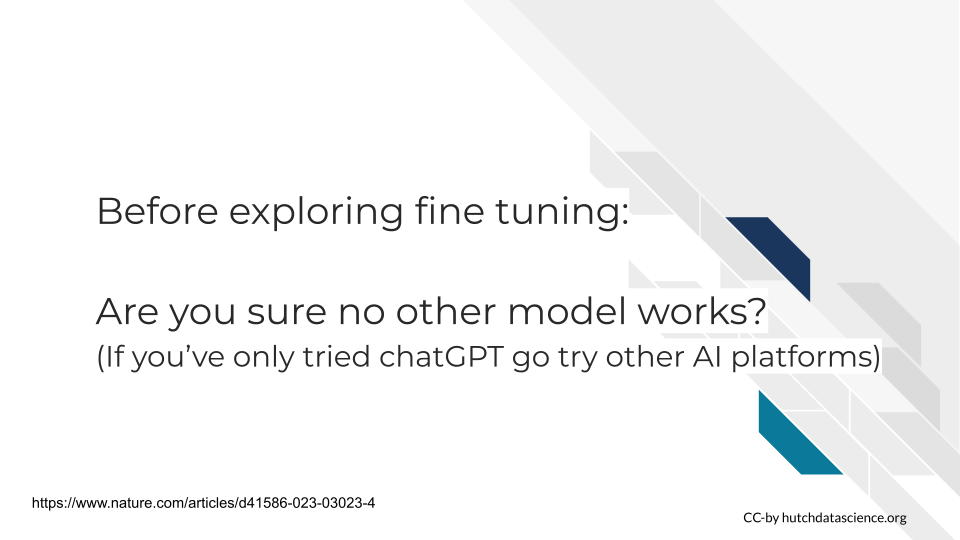 Before exploring fine tuning:
Are you sure no other model works?
(If you’ve only tried chatGPT go try other AI platforms)
https://www.nature.com/articles/d41586-023-03023-4
CC-by hutchdatascience.org